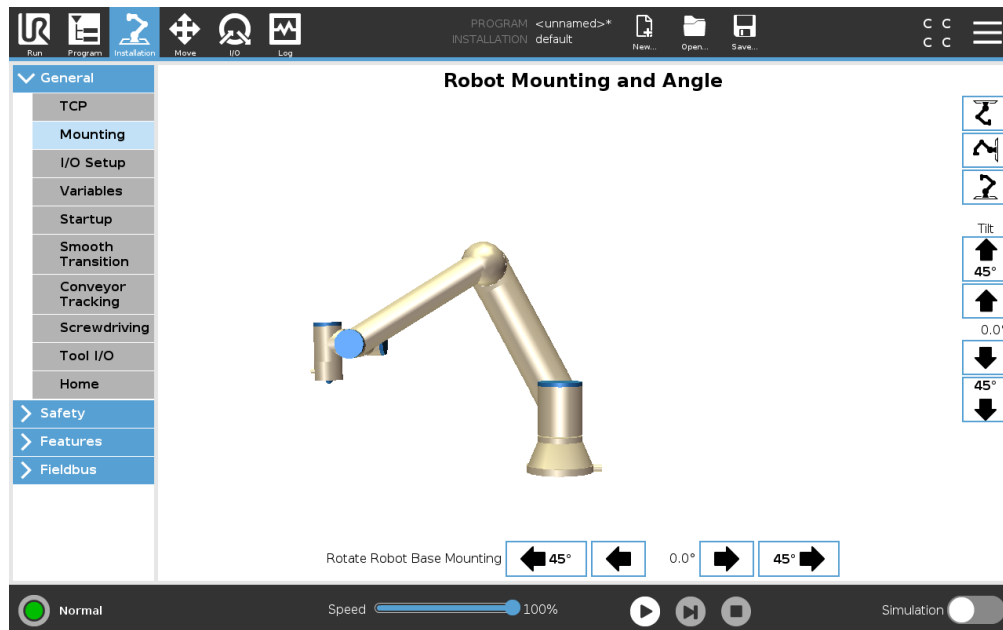 UR
PROGRAM <unnamed>*
INSTALLATION default
Run
Program
Installation
Move
I/O
Log
New...
Open...
Save...
C C
C C
General
TCP
Mounting
I/O Setup
Variables
Startup
Smooth
Transition
Conveyor
Tracking
Screwdriving
Tool I/O
Home
Safety
Features
Fieldbus
Robot Mounting and Angle
Tilt
45°
0.0°
45°
Rotate Robot Base Mounting 45° 0.0° 45°
Normal
Speed 100%
Simulation